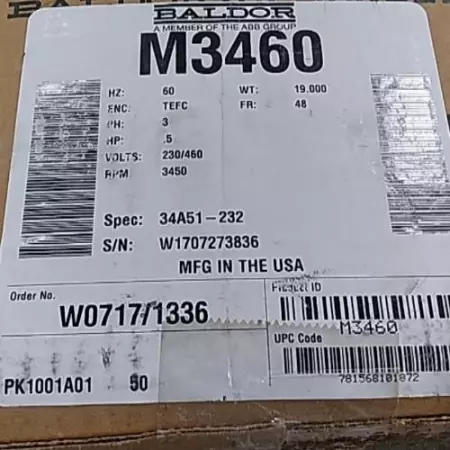 BALDOR
A MEMBER OF THE ABB GROUP
M3460
HZ: 60 WT: 19.000
ENC: TEFC FR: 48
PH: 3
HP: .5
VOLTS: 230/460
RPM: 3450
Spec: 34A51-232
S/N: W1707273836
MFG IN THE USA
Order No.
W0717/1336
ID
M3460
UPC Code
781568101872
PK1001A01